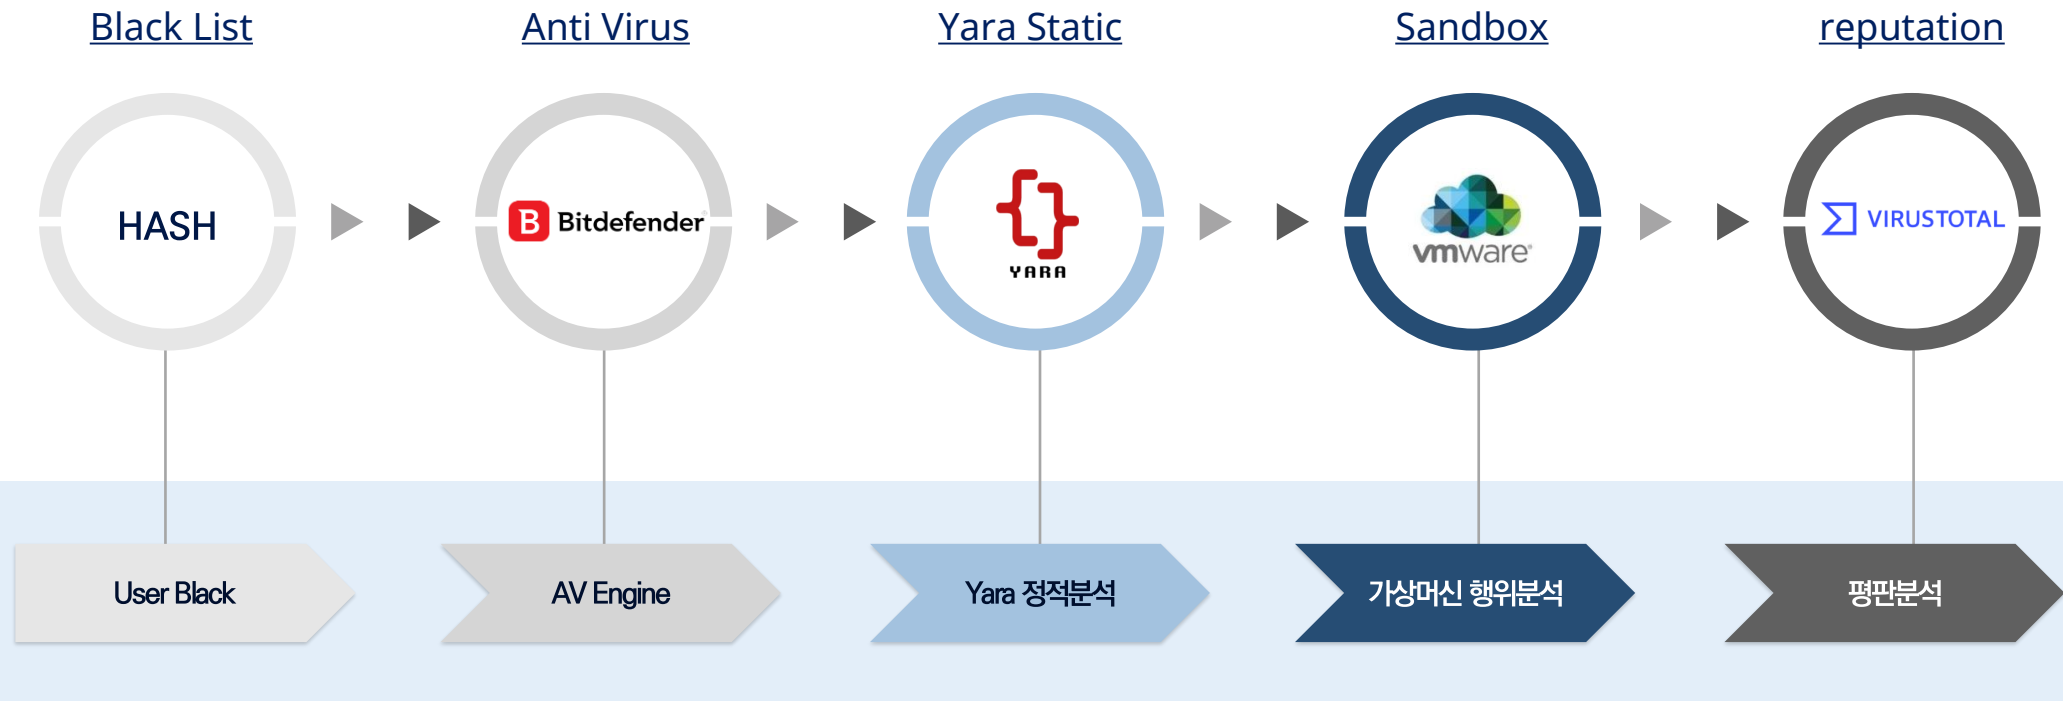 Black List
Anti Virus
Yara Static
Sandbox
reputation
HASH
B Bitdefender
YARA
vmware®
VIRUSTOTAL
User Black
AV Engine
Yara 정적분석
가상머신 행위분석
평판분석